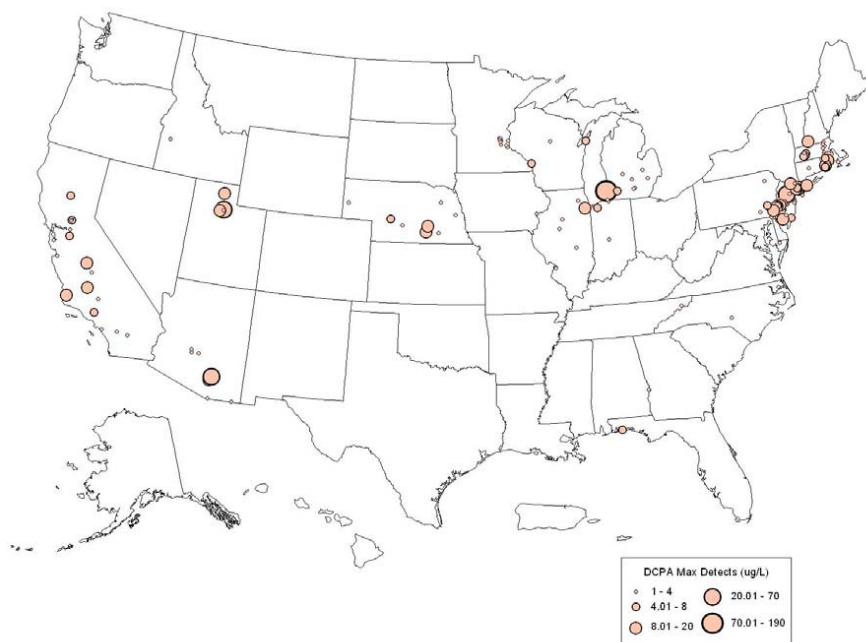 DCPA Max Detects (ug/L)
1 - 4
4.01 - 8
8.01 - 20
20.01 - 70
70.01 - 190